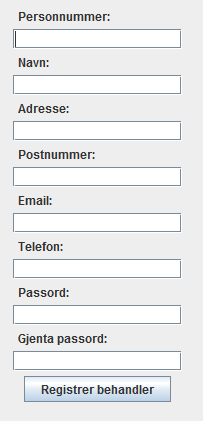 Personnummer:
Navn:
Adresse:
Postnummer:
Email:
Telefon:
Passord:
Gjenta passord:
Registrer behandler